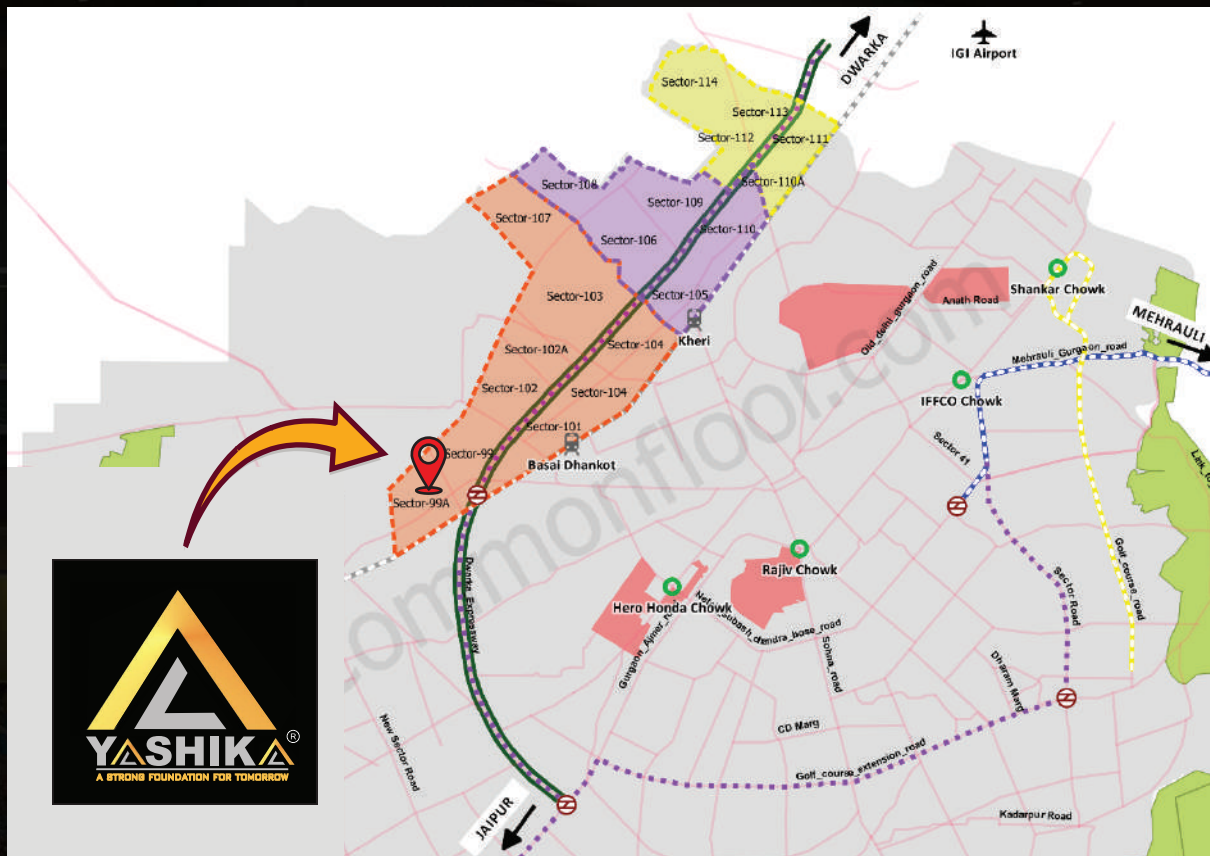 DWARKA
IGI Airport
Sector-114
Sector-113
Sector-112
Sector-111
Sector-110A
Sector-108
Sector-109
Sector-107
Sector-106
Sector-110
Sector-103
Sector-105
Kheri
Sector-104
Sector-102A
Sector-102
Sector-104
Sector-101
Sector-99
Basai Dhankot
Sector-99A
Old_delhi_gurgaon_road
Anath Road
Shankar Chowk
MEHRAULI
Mehrauli_Gurgaon_road
IFFCO Chowk
Sector 41
Golf_course_road
Sector Road
Rajiv Chowk
Hero Honda Chowk
Sohna_road
Dwarka_Expressway
Dharam Marg
CD Marg
New Sector Road
Golf_course_extension_road
Kadarpur Road
JAIPUR
commonfloor.com
YASHIKA®
A STRONG FOUNDATION FOR TOMORROW